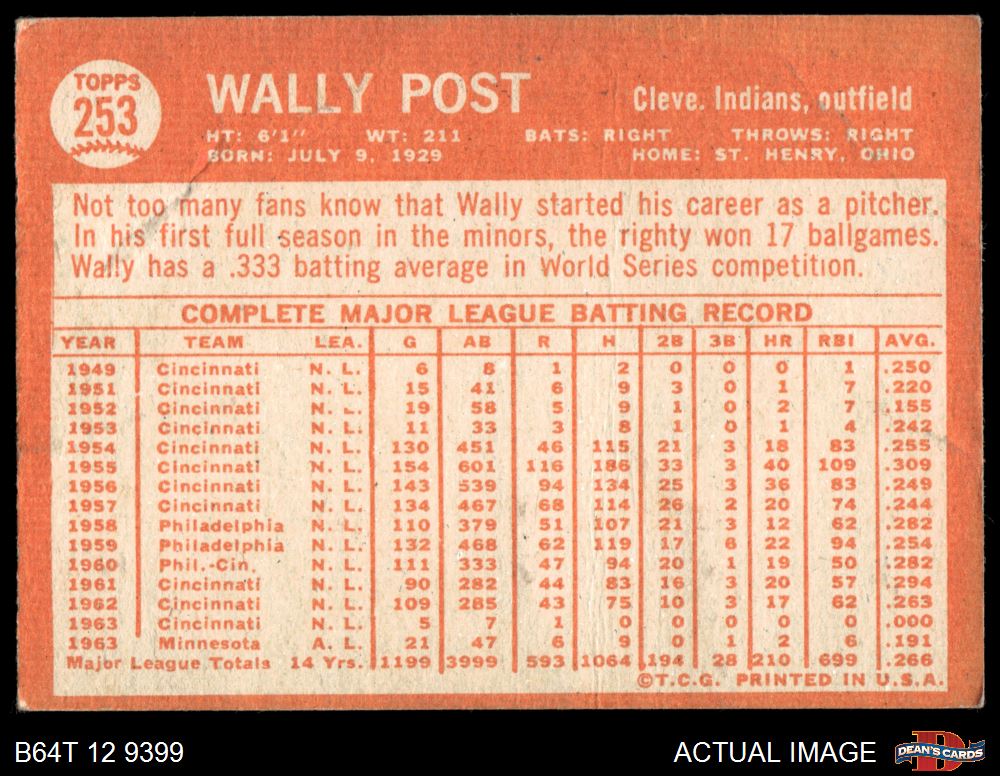 TOPPS
253
WALLY POST
Cleve. Indians, outfield
HT: 6'1" WT: 211 BATS: RIGHT THROWS: RIGHT
BORN: JULY 9, 1929 HOME: ST. HENRY, OHIO
Not too many fans know that Wally started his career as a pitcher.
In his first full season in the minors, the righty won 17 ballgames.
Wally has a .333 batting average in World Series competition.
COMPLETE MAJOR LEAGUE BATTING RECORD
YEAR TEAM LEA. G AB R H 2B 3B HR RBI AVG.
1949 Cincinnati N. L. 6 8 1 2 0 0 0 1 .250
1951 Cincinnati N. L. 15 41 6 9 3 0 1 7 .220
1952 Cincinnati N. L. 19 58 5 9 1 0 2 7 .155
1953 Cincinnati N. L. 11 33 3 8 1 0 1 4 .242
1954 Cincinnati N. L. 130 451 46 115 21 3 18 83 .255
1955 Cincinnati N. L. 154 601 116 186 33 3 40 109 .309
1956 Cincinnati N. L. 143 539 94 134 25 3 36 83 .249
1957 Cincinnati N. L. 134 467 68 114 26 2 20 74 .244
1958 Philadelphia N. L. 110 379 51 107 21 3 12 62 .282
1959 Philadelphia N. L. 132 468 62 119 17 6 22 94 .254
1960 Phil.-Cin. N. L. 111 333 47 94 20 1 19 50 .282
1961 Cincinnati N. L. 90 282 44 83 16 3 20 57 .294
1962 Cincinnati N. L. 109 285 43 75 10 3 17 62 .263
1963 Cincinnati N. L. 5 7 1 0 0 0 0 0 .000
1963 Minnesota A. L. 21 47 6 9 0 1 2 6 .191
Major League Totals 14 Yrs. 1199 3999 593 1064 194 28 210 699 .266
©T.C.G. PRINTED IN U.S.A.
B64T 12 9399
ACTUAL IMAGE
DEAN'S CARDS